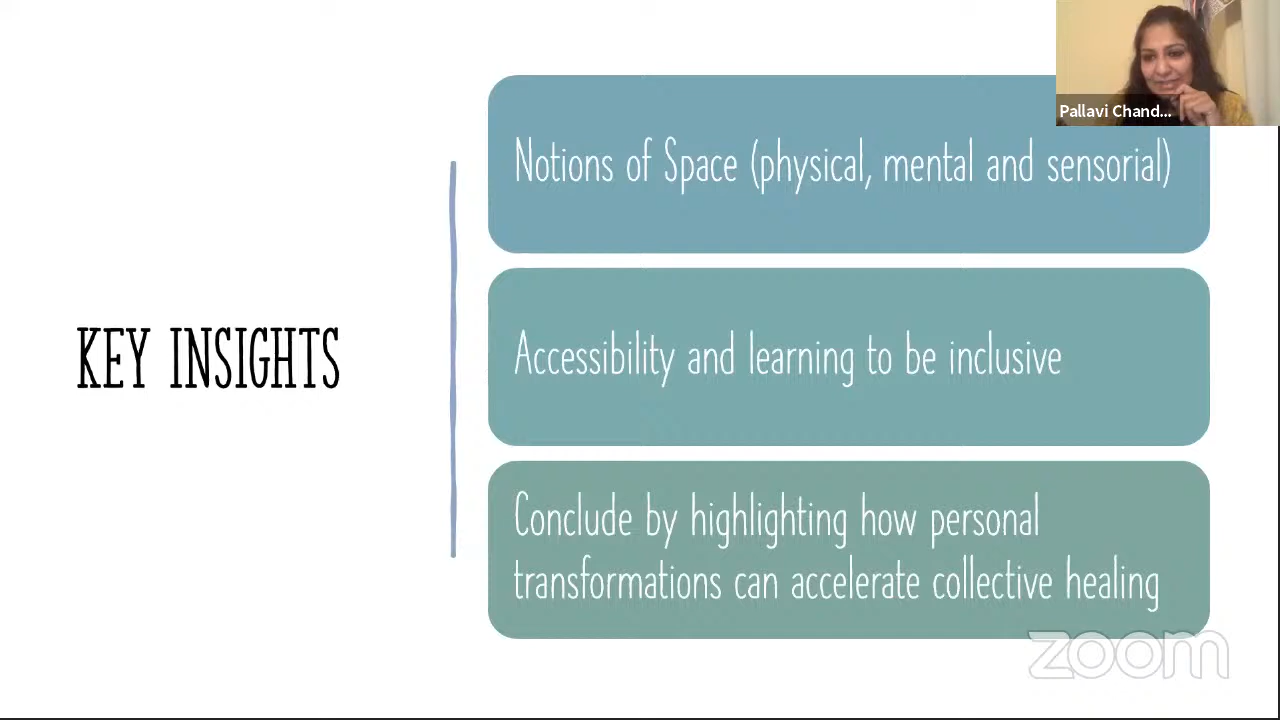 Pallavi Chand...
Notions of Space (physical, mental and sensorial)
KEY INSIGHTS
Accessibility and learning to be inclusive
Conclude by highlighting how personal
transformations can accelerate collective healing
zoom